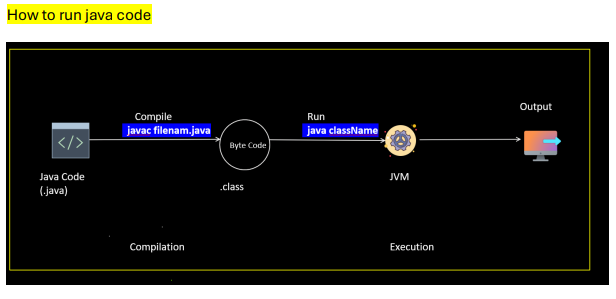 How to run java code
Compile
javac filenam.java
Run
java className
Output
</>
Byte Code
Java Code
(.java)
.class
JVM
Compilation
Execution